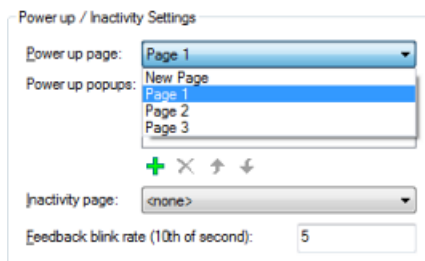 Power up / Inactivity Settings
Power up page: Page 1
Power up popups: New Page
Page 1
Page 2
Page 3
Inactivity page: <none>
Feedback blink rate (10th of second): 5